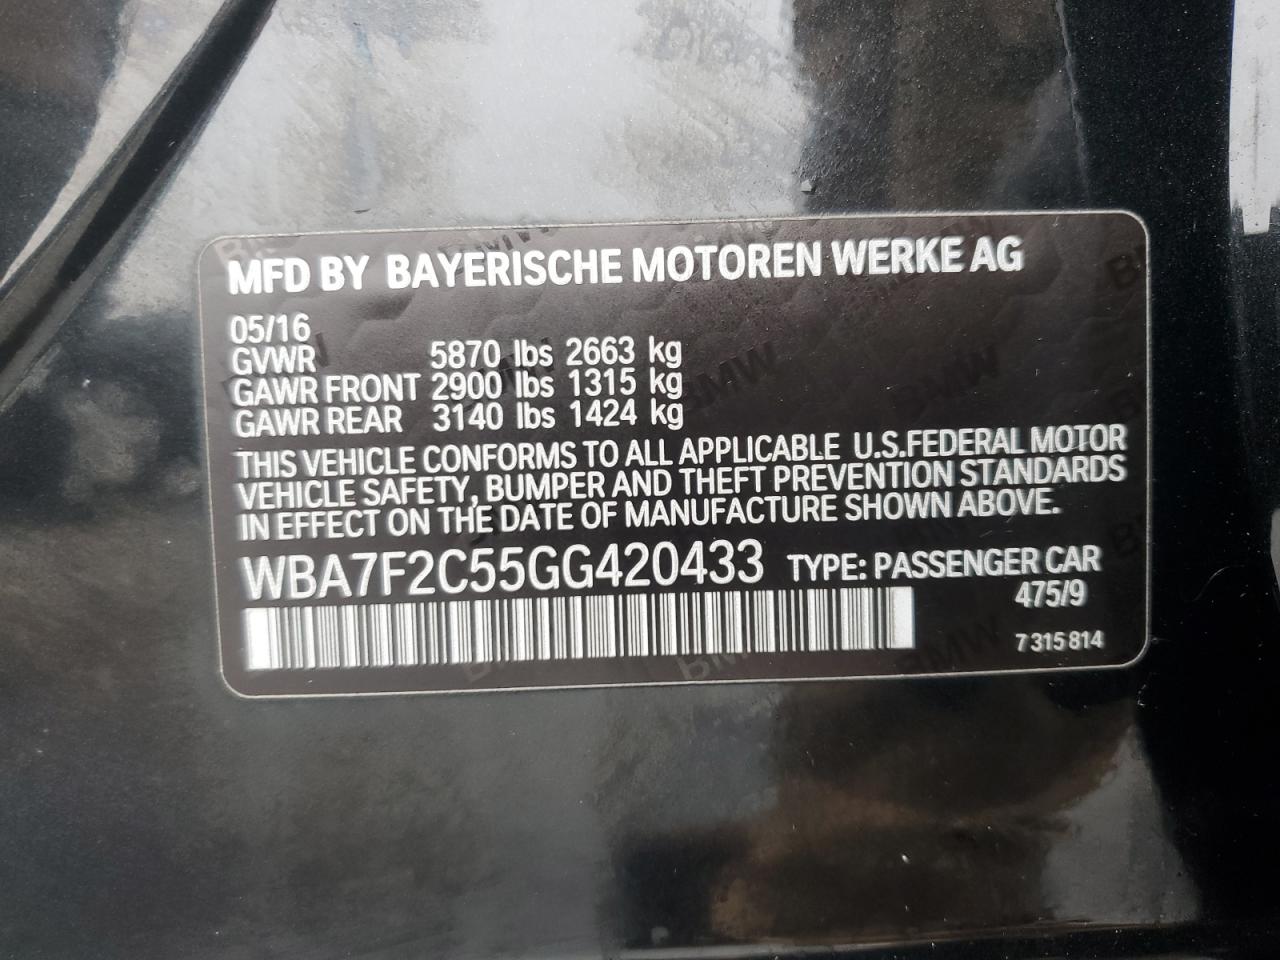 MFD BY BAYERISCHE MOTOREN WERKE AG
05/16
GVWR 5870 lbs 2663 kg
GAWR FRONT 2900 lbs 1315 kg
GAWR REAR 3140 lbs 1424 kg
THIS VEHICLE CONFORMS TO ALL APPLICABLE U.S.FEDERAL MOTOR
VEHICLE SAFETY, BUMPER AND THEFT PREVENTION STANDARDS
IN EFFECT ON THE DATE OF MANUFACTURE SHOWN ABOVE.
WBA7F2C55GG420433 TYPE: PASSENGER CAR
475/9
7 315 814